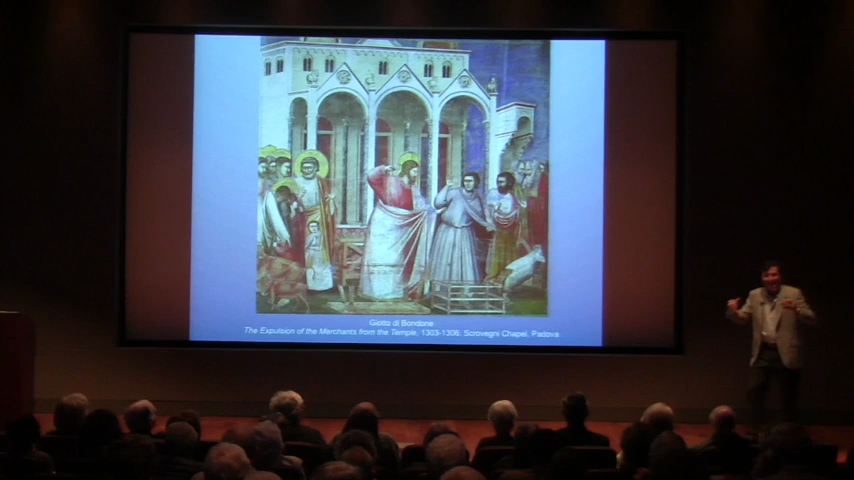 Giotto di Bondone
The Expulsion of the Marchants from the Temple, 1303-1306. Scrovegni Chapel, Padova